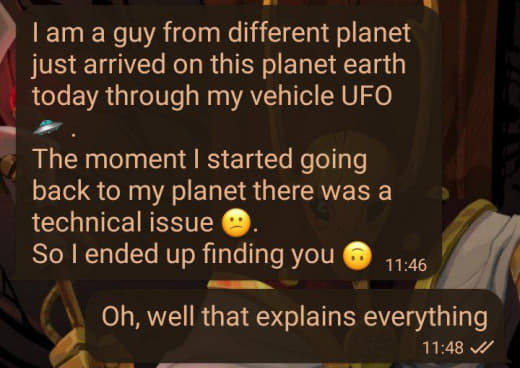 I am a guy from different planet
just arrived on this planet earth
today through my vehicle UFO
🛸 .
The moment I started going
back to my planet there was a
technical issue 😕.
So I ended up finding you 🙃 11:46
Oh, well that explains everything
11:48